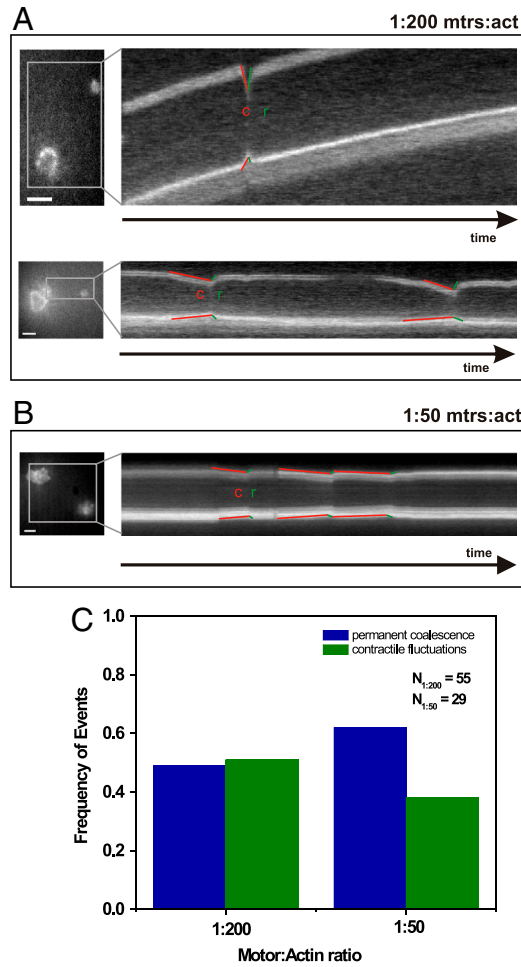 A
1:200 mtrs:act
c r
time
c r
time
B
1:50 mtrs:act
c r
time
C
1.0
0.8
0.6
0.4
0.2
0.0
Frequency of Events
permanent coalescence
contractile fluctuations
N1:200 = 55
N1:50 = 29
1:200
1:50
Motor:Actin ratio